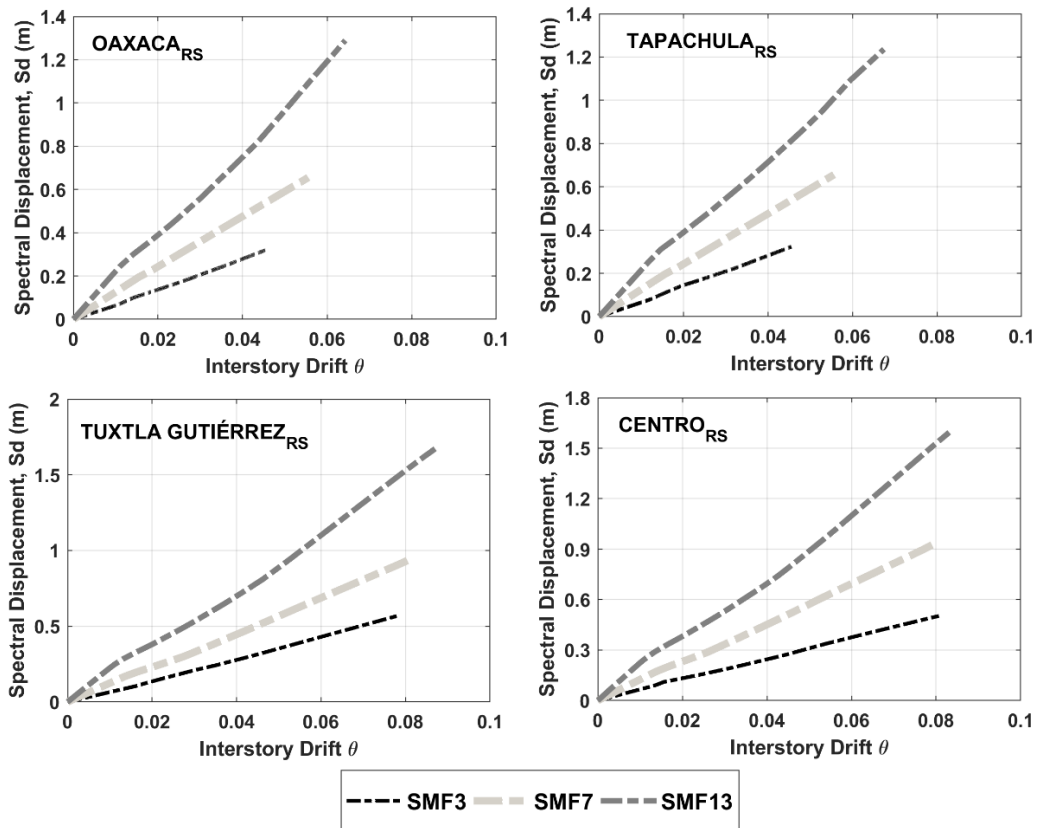 OAXACA_RS
Spectral Displacement, Sd (m)
1.4
1.2
1
0.8
0.6
0.4
0.2
0
0 0.02 0.04 0.06 0.08 0.1
Interstory Drift θ
TAPACHULA_RS
Spectral Displacement, Sd (m)
1.4
1.2
1
0.8
0.6
0.4
0.2
0
0 0.02 0.04 0.06 0.08 0.1
Interstory Drift θ
TUXTLA GUTIÉRREZ_RS
Spectral Displacement, Sd (m)
2
1.5
1
0.5
0
0 0.02 0.04 0.06 0.08 0.1
Interstory Drift θ
CENTRO_RS
Spectral Displacement, Sd (m)
1.8
1.5
1.2
0.9
0.6
0.3
0
0 0.02 0.04 0.06 0.08 0.1
Interstory Drift θ
SMF3 SMF7 SMF13